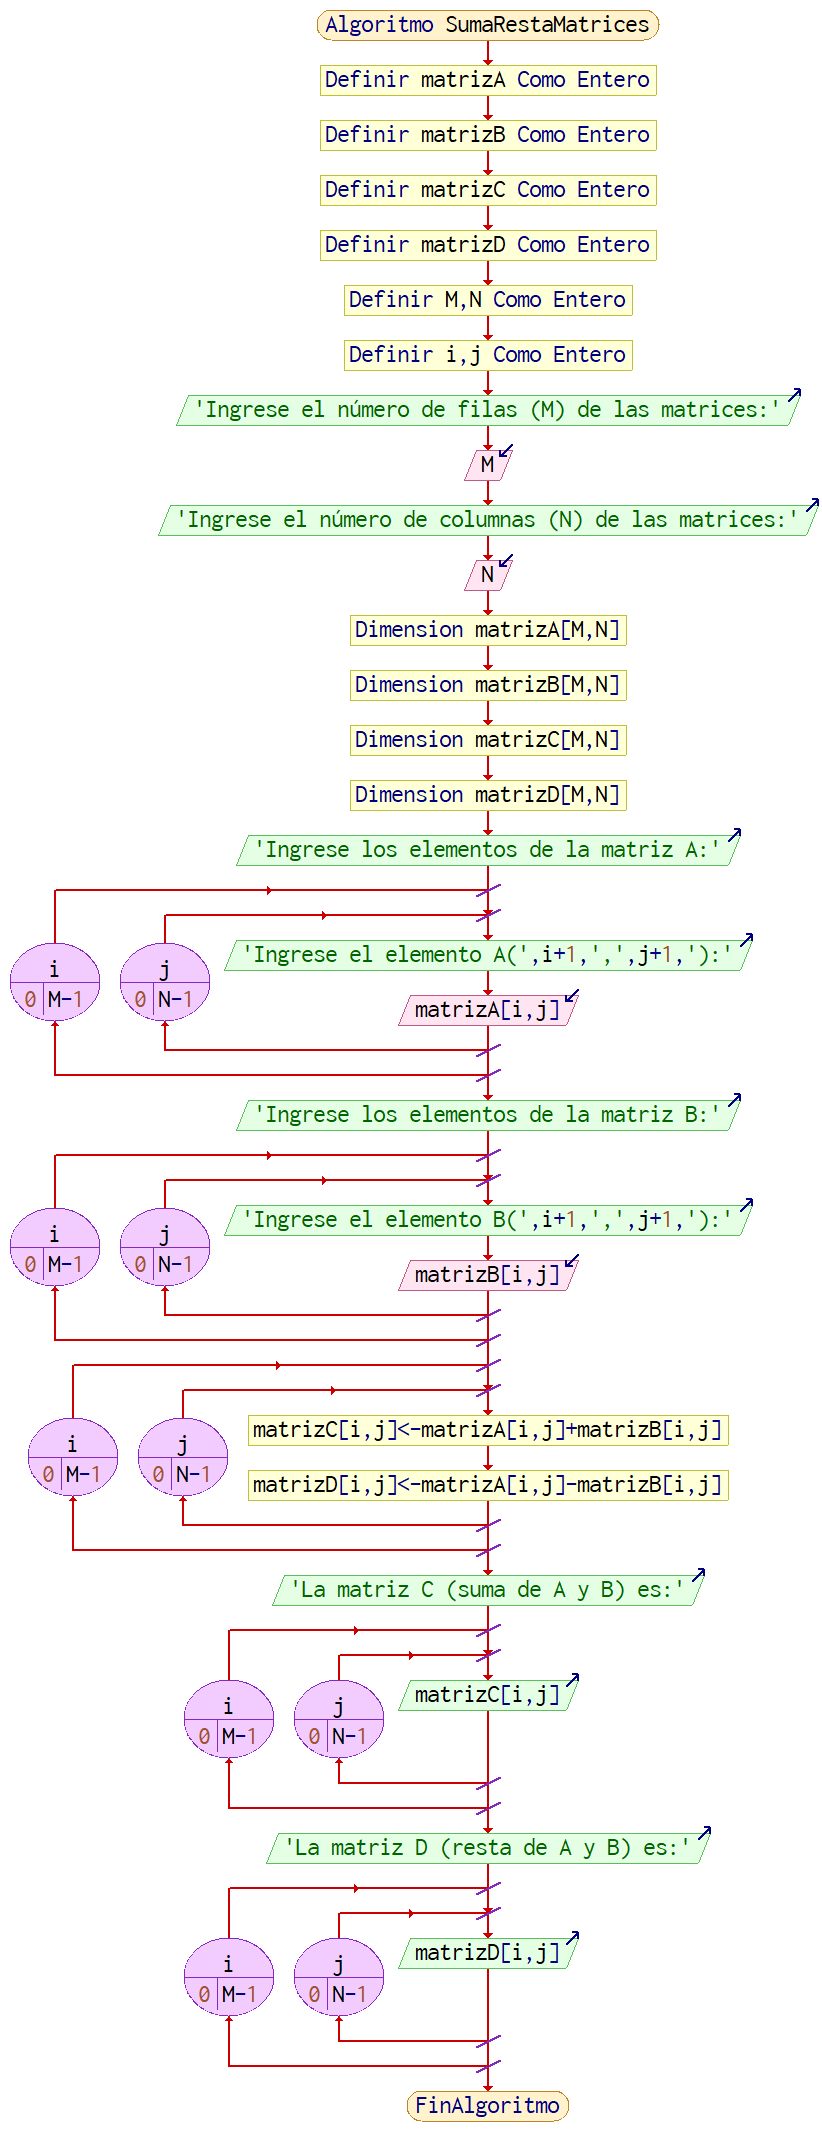 Algoritmo SumaRestaMatrices
Definir matrizA Como Entero
Definir matrizB Como Entero
Definir matrizC Como Entero
Definir matrizD Como Entero
Definir M,N Como Entero
Definir i,j Como Entero
'Ingrese el número de filas (M) de las matrices:'
M
'Ingrese el número de columnas (N) de las matrices:'
N
Dimension matrizA[M,N]
Dimension matrizB[M,N]
Dimension matrizC[M,N]
Dimension matrizD[M,N]
'Ingrese los elementos de la matriz A:'
i
0 M-1
j
0 N-1
'Ingrese el elemento A(',i+1,',',j+1,'):'
matrizA[i,j]
'Ingrese los elementos de la matriz B:'
i
0 M-1
j
0 N-1
'Ingrese el elemento B(',i+1,',',j+1,'):'
matrizB[i,j]
i
0 M-1
j
0 N-1
matrizC[i,j]<-matrizA[i,j]+matrizB[i,j]
matrizD[i,j]<-matrizA[i,j]-matrizB[i,j]
'La matriz C (suma de A y B) es:'
i
0 M-1
j
0 N-1
matrizC[i,j]
'La matriz D (resta de A y B) es:'
i
0 M-1
j
0 N-1
matrizD[i,j]
FinAlgoritmo